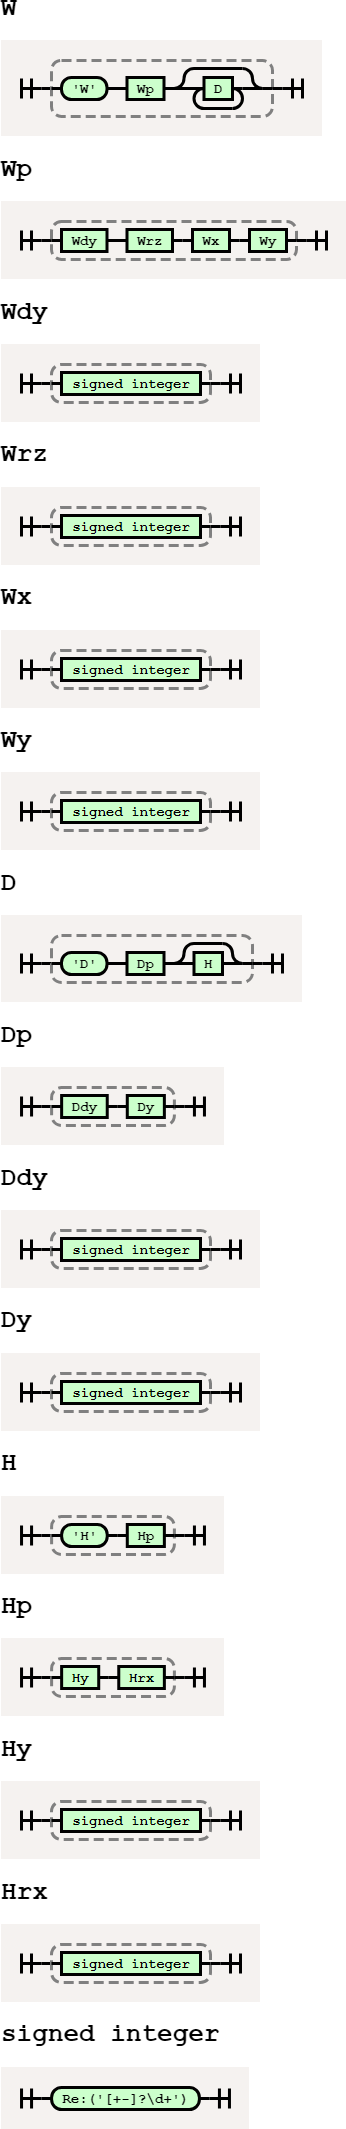 W
'W' Wp D
Wp
Wdy Wrz Wx Wy
Wdy
signed integer
Wrz
signed integer
Wx
signed integer
Wy
signed integer
D
'D' Dp H
Dp
Ddy Dy
Ddy
signed integer
Dy
signed integer
H
'H' Hp
Hp
Hy Hrx
Hy
signed integer
Hrx
signed integer
signed integer
Re:('[+-]?\d+')